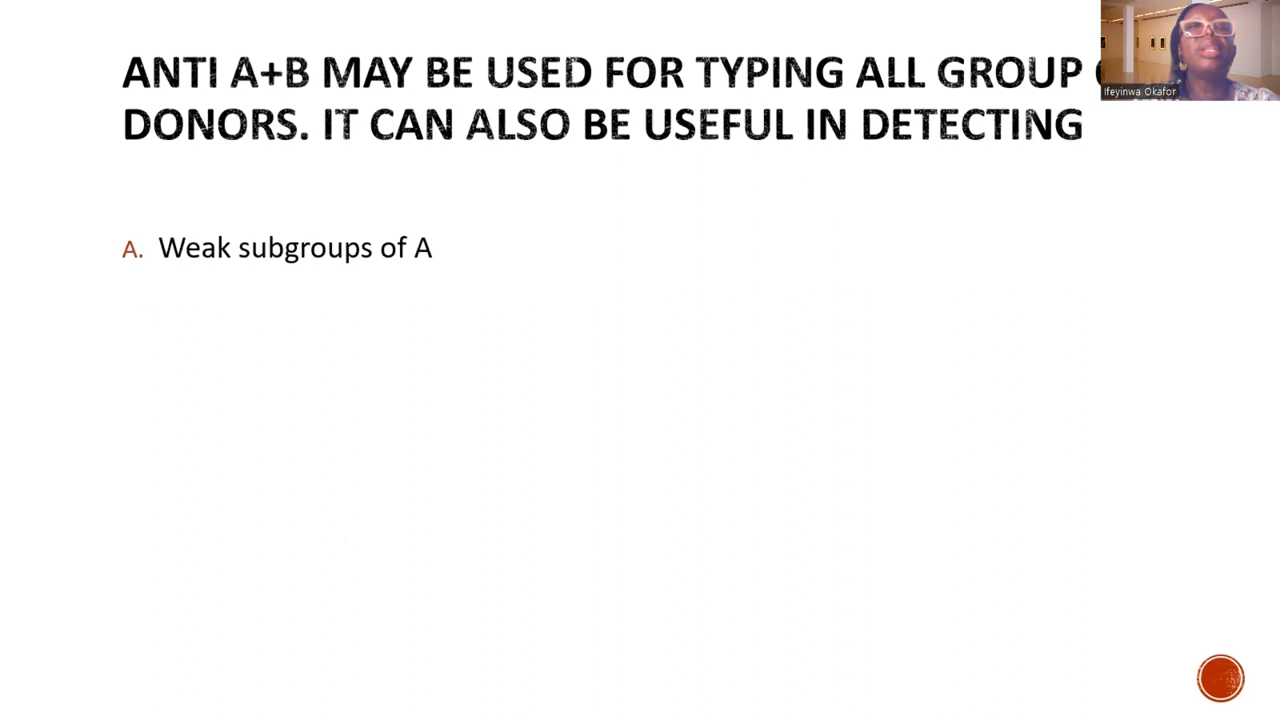 ANTI A+B MAY BE USED FOR TYPING ALL GROUP
DONORS. IT CAN ALSO BE USEFUL IN DETECTING
A. Weak subgroups of A
Ifeyinwa Okafor